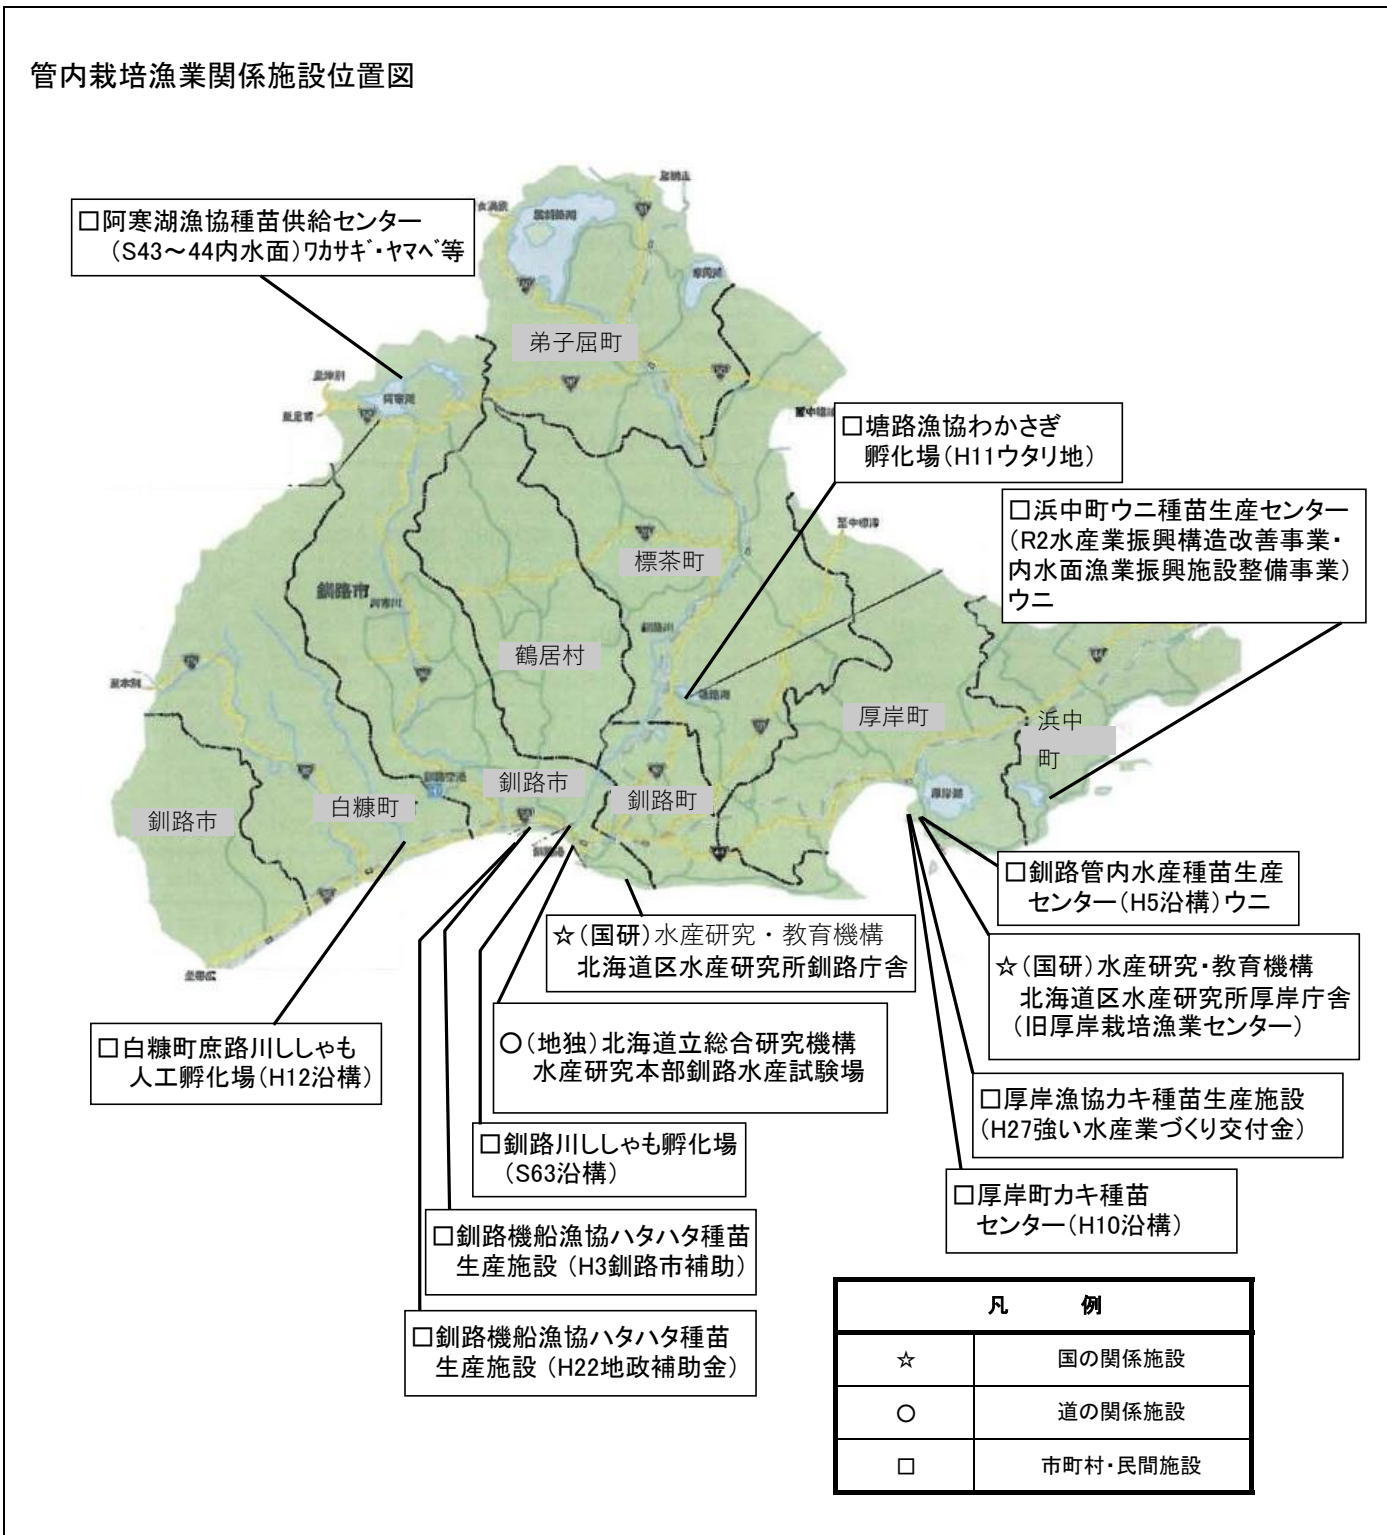 管内栽培漁業関係施設位置図
□阿寒湖漁協種苗供給センター
(S43～44内水面)ワカサギ・ヤマベ等
弟子屈町
阿寒湖
□塘路漁協わかさぎ
孵化場(H11ウタリ地)
□浜中町ウニ種苗生産センター
(R2水産業振興構造改善事業・
内水面漁業振興施設整備事業)
ウニ
標茶町
釧路市
阿寒川
釧路川
鶴居村
塘路湖
厚岸町
浜中
町
釧路市
釧路町
白糠町
釧路市
釧路空港
厚岸湖
□釧路管内水産種苗生産
センター(H5沿構)ウニ
☆(国研)水産研究・教育機構
北海道区水産研究所釧路庁舎
☆(国研)水産研究・教育機構
北海道区水産研究所厚岸庁舎
(旧厚岸栽培漁業センター)
○(地独)北海道立総合研究機構
水産研究本部釧路水産試験場
□白糠町庶路川ししゃも
人工孵化場(H12沿構)
□厚岸漁協カキ種苗生産施設
(H27強い水産業づくり交付金)
□釧路川ししゃも孵化場
(S63沿構)
□厚岸町カキ種苗
センター(H10沿構)
□釧路機船漁協ハタハタ種苗
生産施設 (H3釧路市補助)
□釧路機船漁協ハタハタ種苗
生産施設 (H22地政補助金)
凡 例
☆ 国の関係施設
○ 道の関係施設
□ 市町村・民間施設